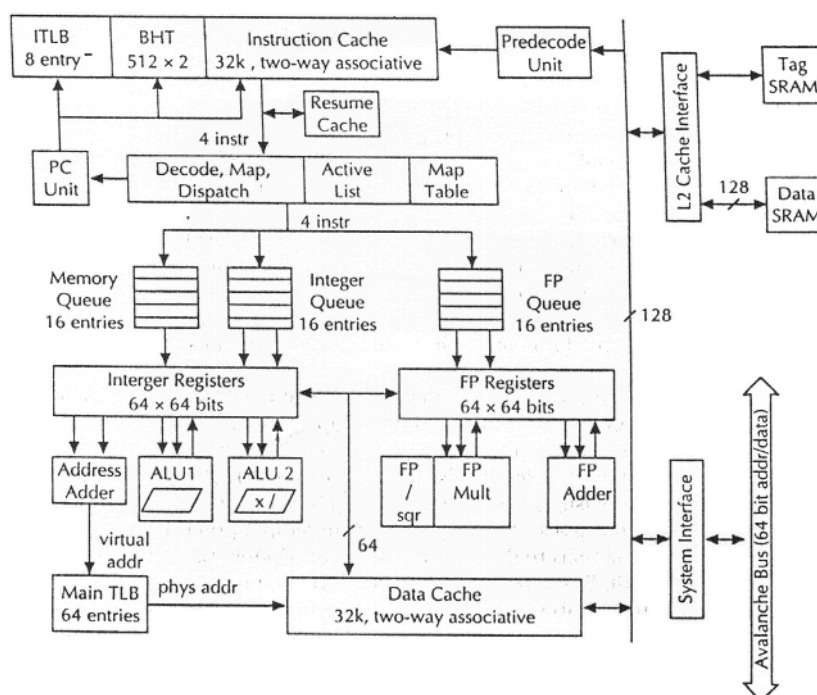 ITLB
8 entry
BHT
512 × 2
Instruction Cache
32k, two-way associative
Predecode
Unit
Tag
SRAM
Resume
Cache
L2 Cache Interface
4 instr
PC
Unit
Decode, Map,
Dispatch
Active
List
Map
Table
128
Data
SRAM
4 instr
Memory
Queue
16 entries
Integer
Queue
16 entries
FP
Queue
16 entries
128
Interger Registers
64 × 64 bits
FP Registers
64 × 64 bits
Address
Adder
ALU1
ALU 2
x /
FP
/
sqr
FP
Mult
FP
Adder
64
virtual
addr
Main TLB
64 entries
phys addr
Data Cache
32k, two-way associative
System Interface
Avalanche Bus (64 bit addr/data)